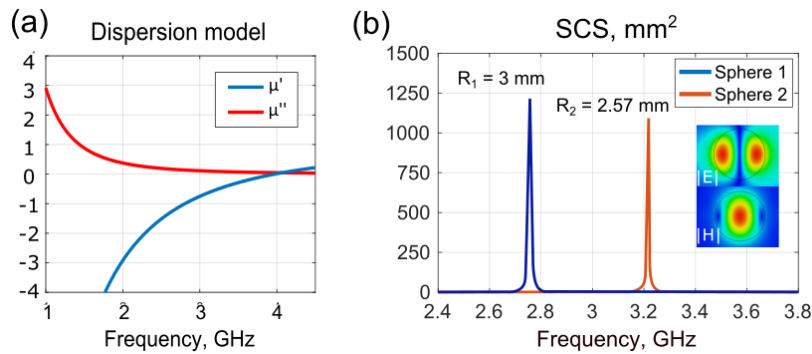 (a)
Dispersion model
4
3
2
1
0
-1
-2
-3
-4
μ'
μ''
1
2
3
4
Frequency, GHz
(b)
SCS, mm²
1500
1250
1000
750
500
250
0
R₁ = 3 mm
R₂ = 2.57 mm
Sphere 1
Sphere 2
|E|
|H|
2.4
2.6
2.8
3
3.2
3.4
3.6
3.8
Frequency, GHz